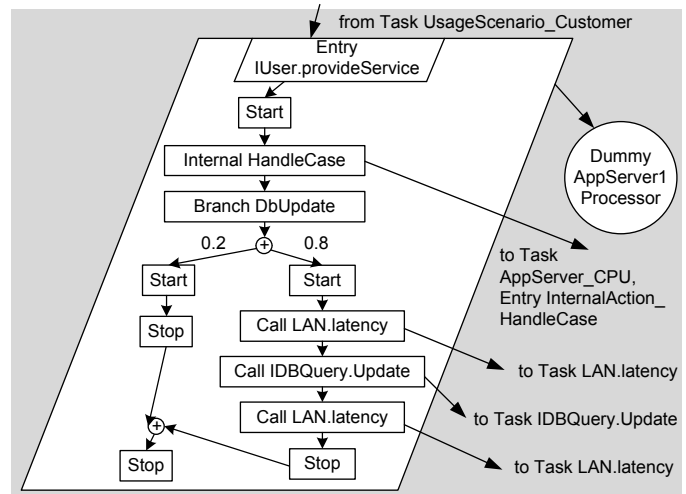 from Task UsageScenario_Customer
Entry
IUser.provideService
Start
Internal HandleCase
Dummy
AppServer1
Processor
Branch DbUpdate
0.2
+
0.8
to Task
AppServer_CPU,
Entry InternalAction_
HandleCase
Start
Start
Stop
Call LAN.latency
Call IDBQuery.Update
to Task LAN.latency
Call LAN.latency
to Task IDBQuery.Update
+
Stop
Stop
to Task LAN.latency